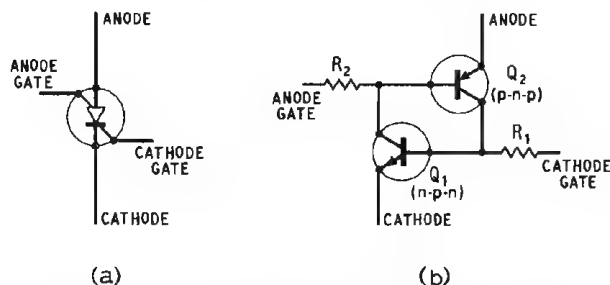 ANODE
ANODE
GATE
CATHODE
GATE
CATHODE
(a)
ANODE
R2
Q2
(p-n-p)
ANODE
GATE
R1
Q1
(n-p-n)
CATHODE
GATE
CATHODE
(b)